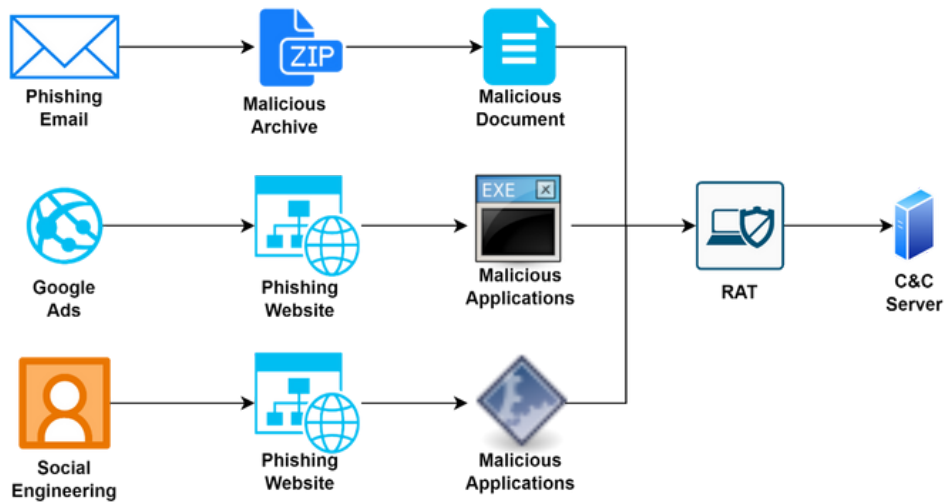 ZIP
Phishing
Email
Malicious
Archive
Malicious
Document
EXE
Google
Ads
Phishing
Website
Malicious
Applications
RAT
C&C
Server
Social
Engineering
Phishing
Website
Malicious
Applications